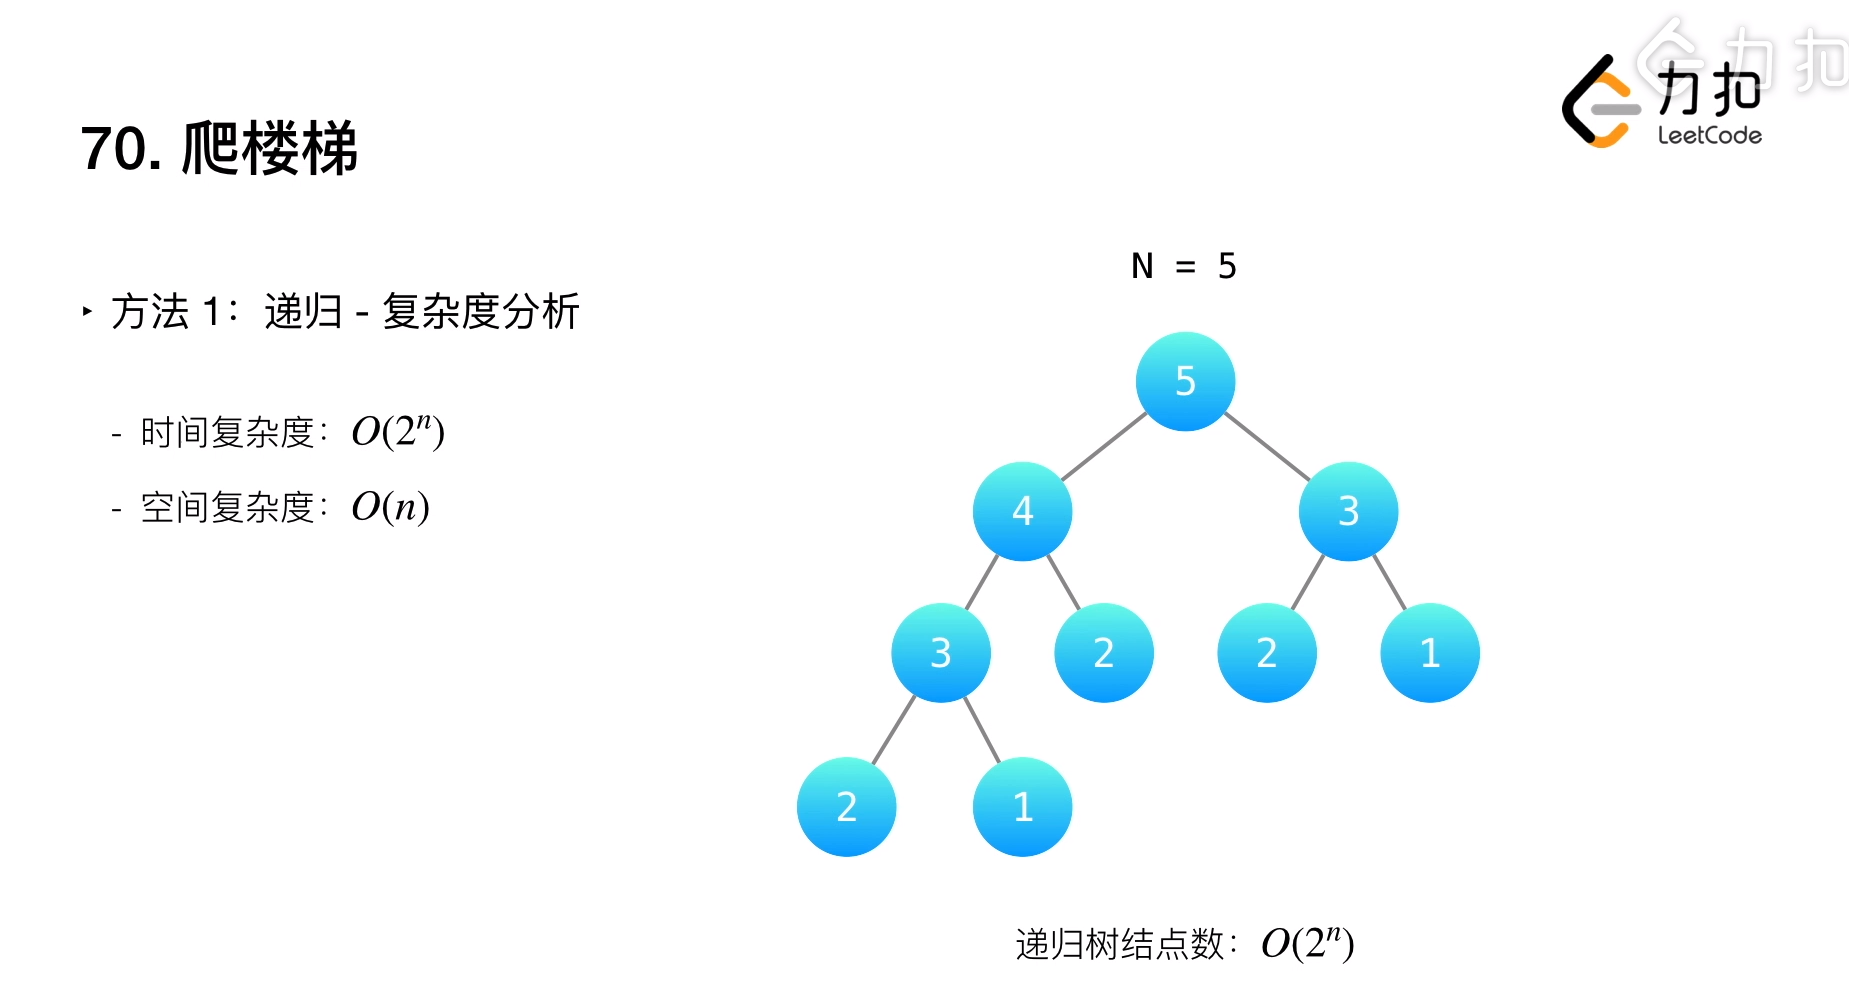 力扣
力扣
LeetCode
70. 爬楼梯
N = 5
‣ 方法 1：递归 - 复杂度分析
- 时间复杂度：O(2ⁿ)
- 空间复杂度：O(n)
5
4 3
3 2 2 1
2 1
递归树结点数：O(2ⁿ)